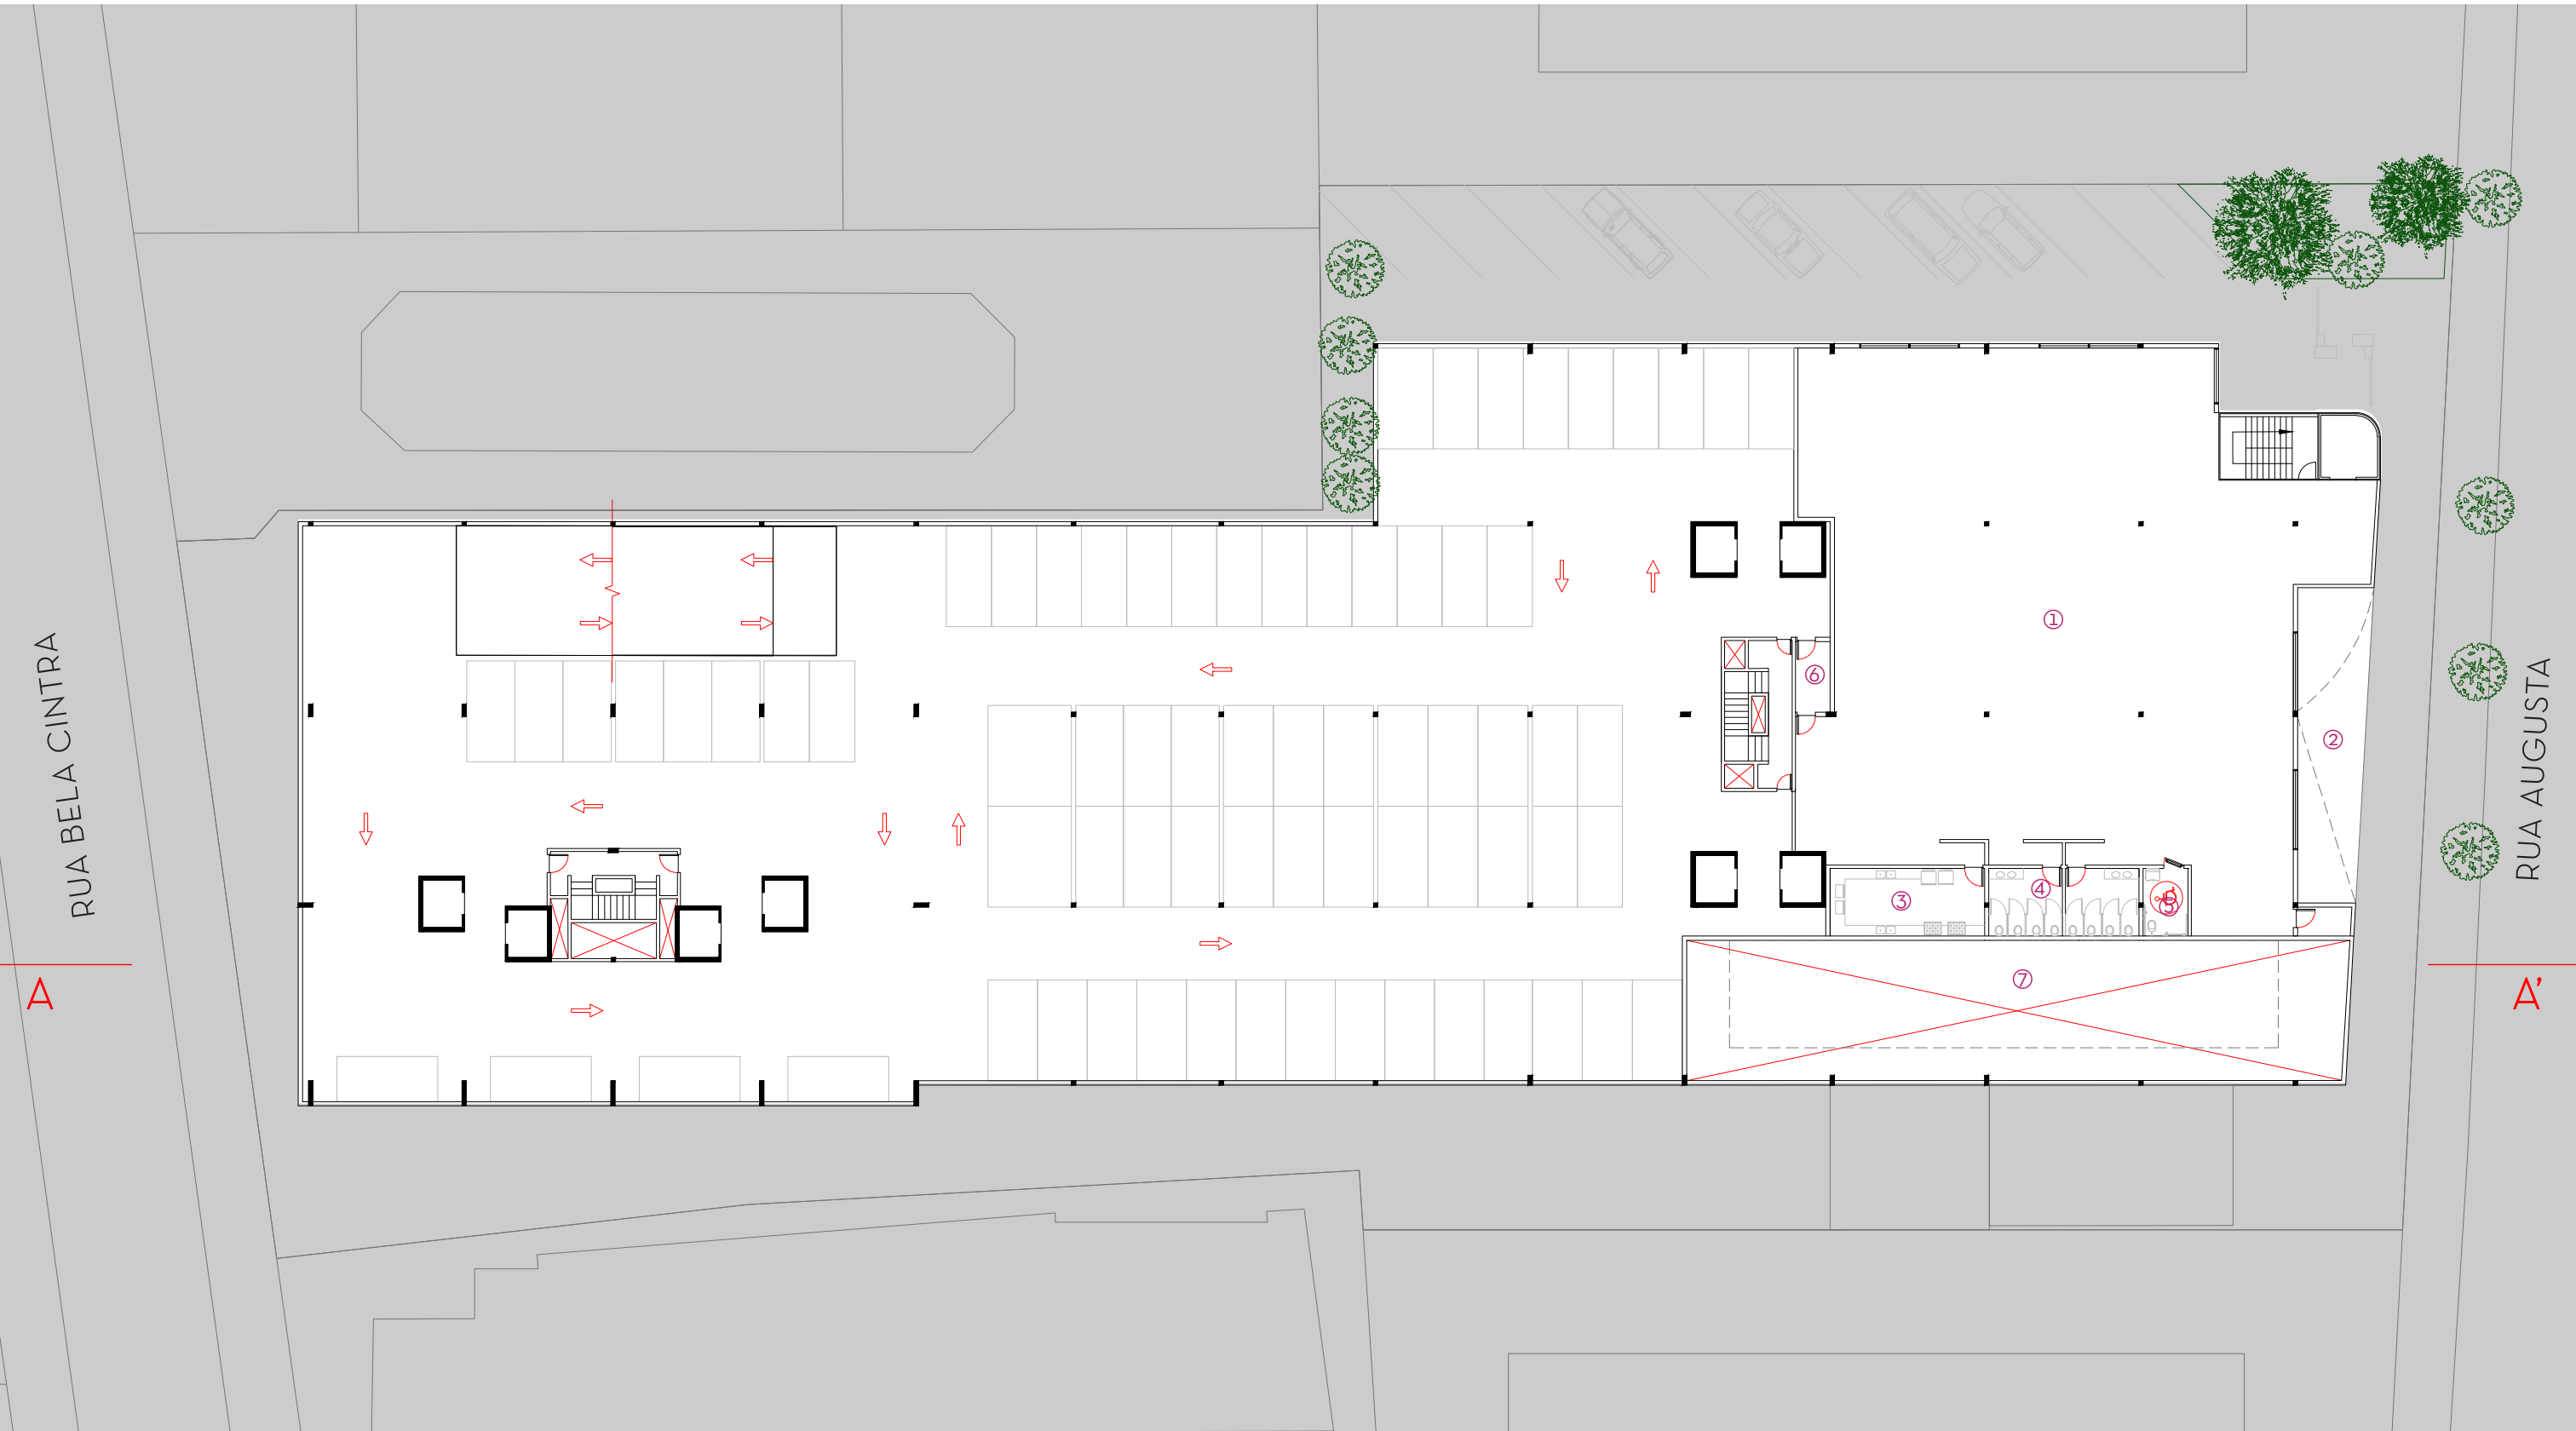 RUA BELA CINTRA
A
①
⑥
②
③
④
⑤
⑦
RUA AUGUSTA
A'